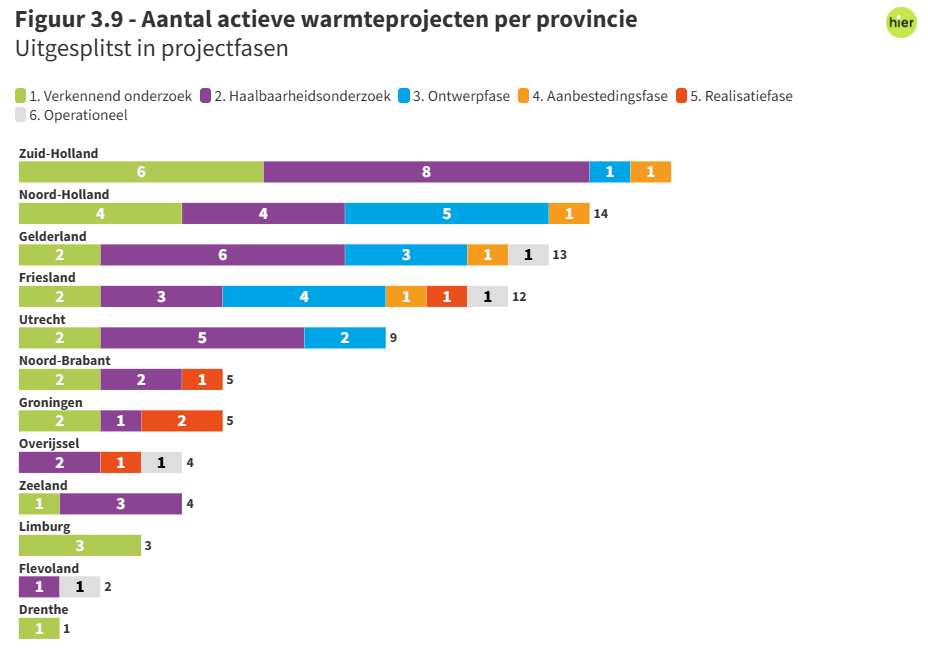 Figuur 3.9 - Aantal actieve warmteprojecten per provincie
hier
Uitgesplitst in projectfasen
1. Verkennend onderzoek 2. Haalbaarheidsonderzoek 3. Ontwerpfase 4. Aanbestedingsfase 5. Realisatiefase
6. Operationeel
Zuid-Holland
6 8 1 1
Noord-Holland
4 4 5 1 14
Gelderland
2 6 3 1 1 13
Friesland
2 3 4 1 1 1 12
Utrecht
2 5 2 9
Noord-Brabant
2 2 1 5
Groningen
2 1 2 5
Overijssel
2 1 1 4
Zeeland
1 3 4
Limburg
3 3
Flevoland
1 1 2
Drenthe
1 1